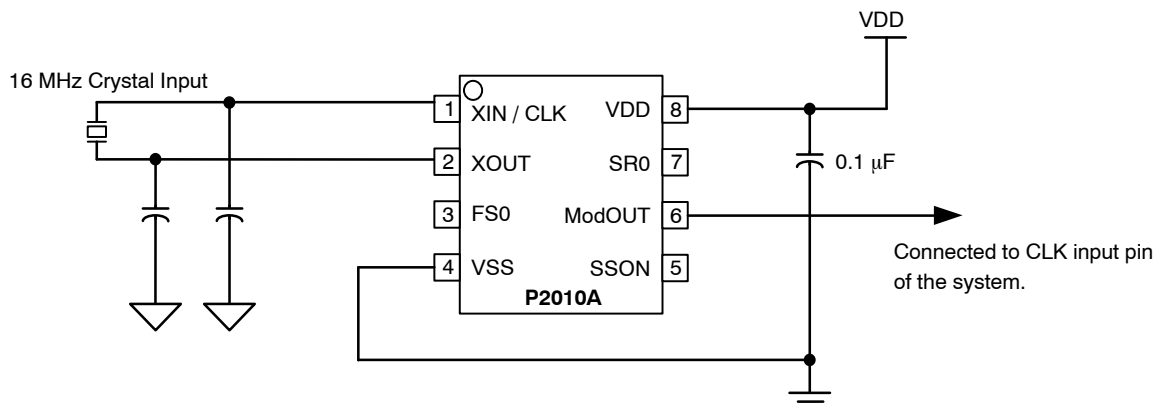 VDD
16 MHz Crystal Input
1 XIN / CLK VDD 8
2 XOUT SR0 7
0.1 μF
3 FS0 ModOUT 6
4 VSS SSON 5
P2010A
Connected to CLK input pin
of the system.